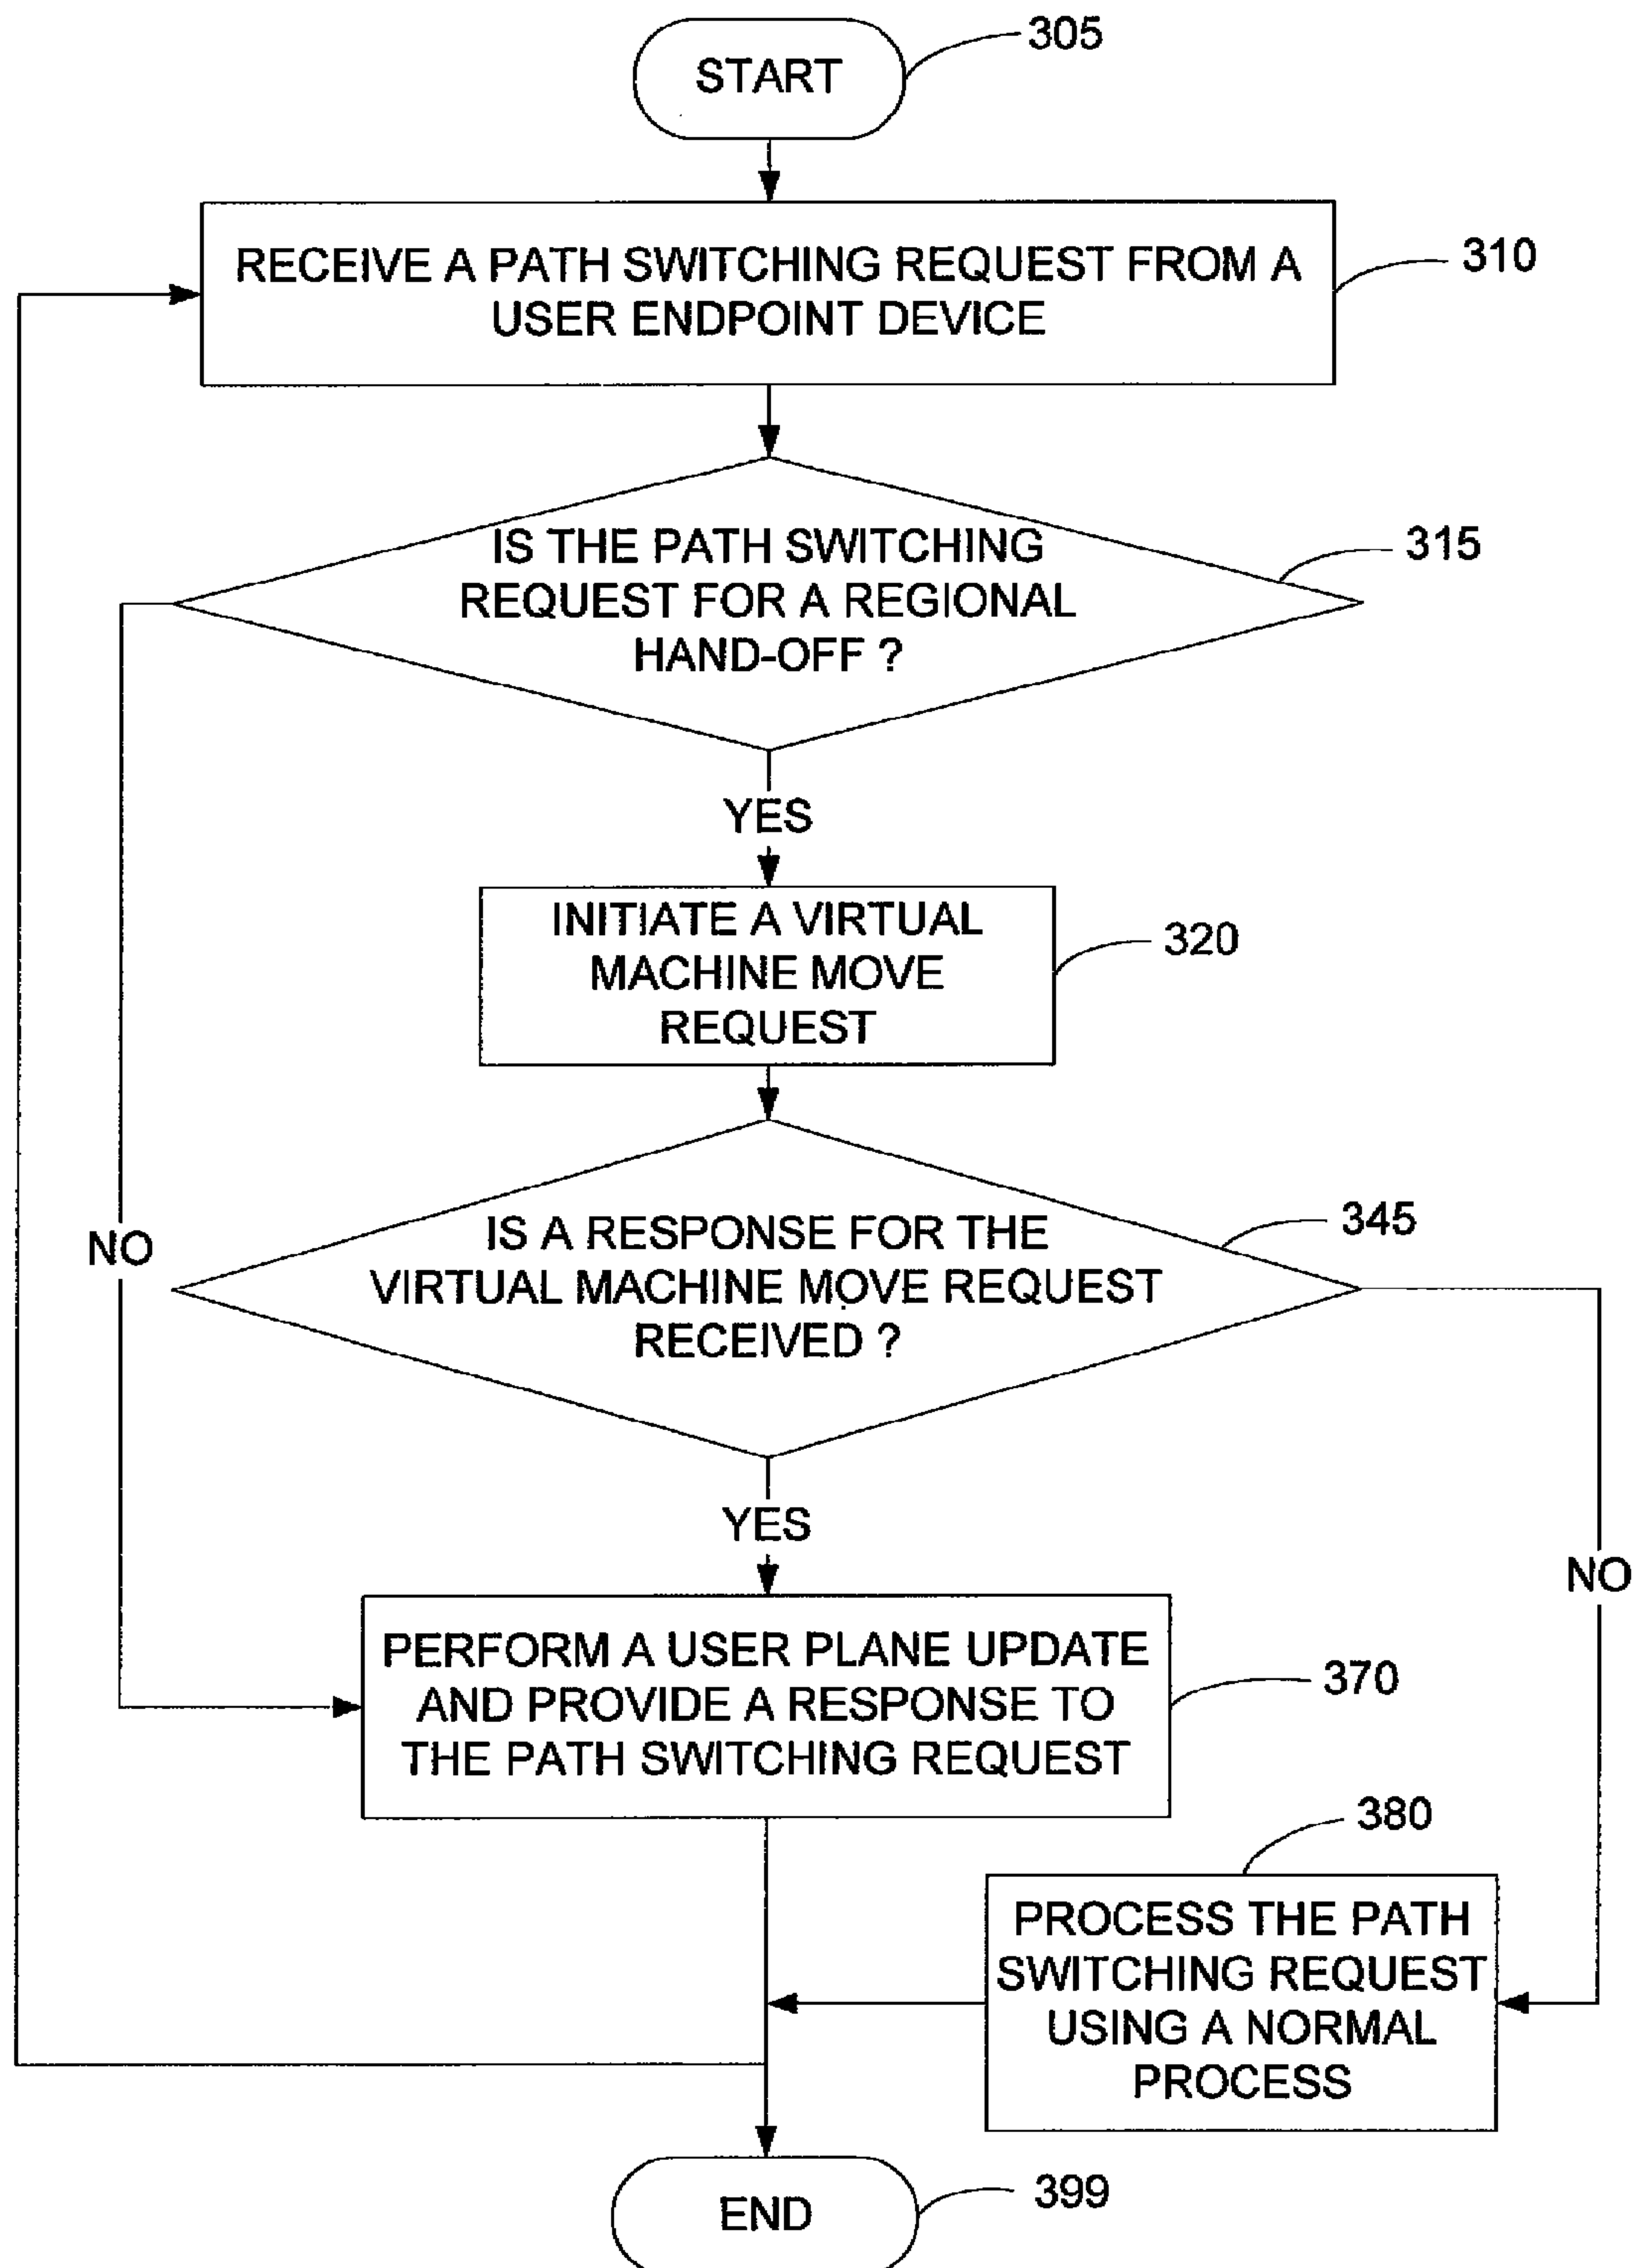 START
305
RECEIVE A PATH SWITCHING REQUEST FROM A
USER ENDPOINT DEVICE
310
IS THE PATH SWITCHING
REQUEST FOR A REGIONAL
HAND-OFF ?
315
YES
INITIATE A VIRTUAL
MACHINE MOVE
REQUEST
320
NO
IS A RESPONSE FOR THE
VIRTUAL MACHINE MOVE REQUEST
RECEIVED ?
345
YES
NO
PERFORM A USER PLANE UPDATE
AND PROVIDE A RESPONSE TO
THE PATH SWITCHING REQUEST
370
380
PROCESS THE PATH
SWITCHING REQUEST
USING A NORMAL
PROCESS
END
399